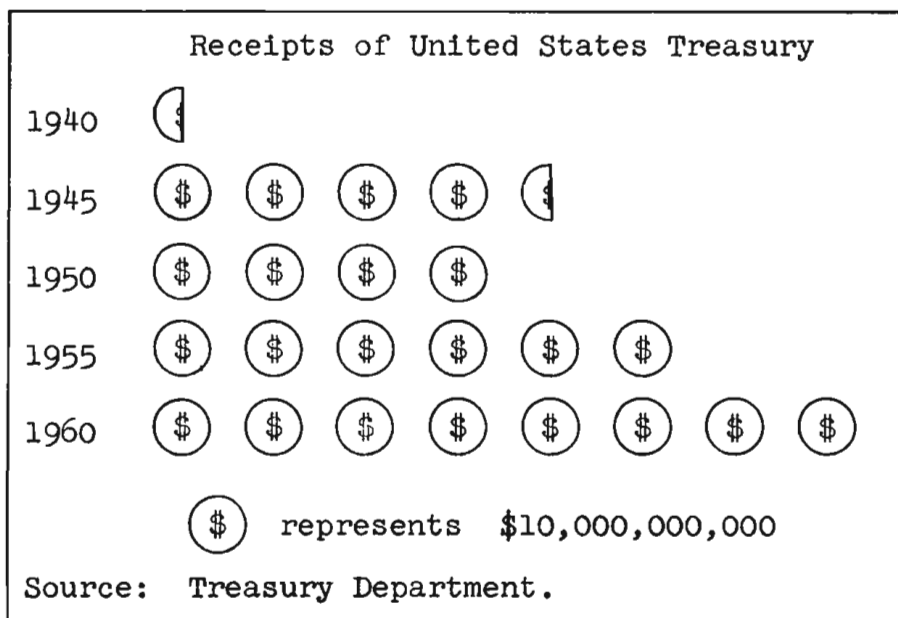 Receipts of United States Treasury
1940 $
1945 $ $ $ $ $
1950 $ $ $ $
1955 $ $ $ $ $ $
1960 $ $ $ $ $ $ $ $
$ represents $10,000,000,000
Source: Treasury Department.